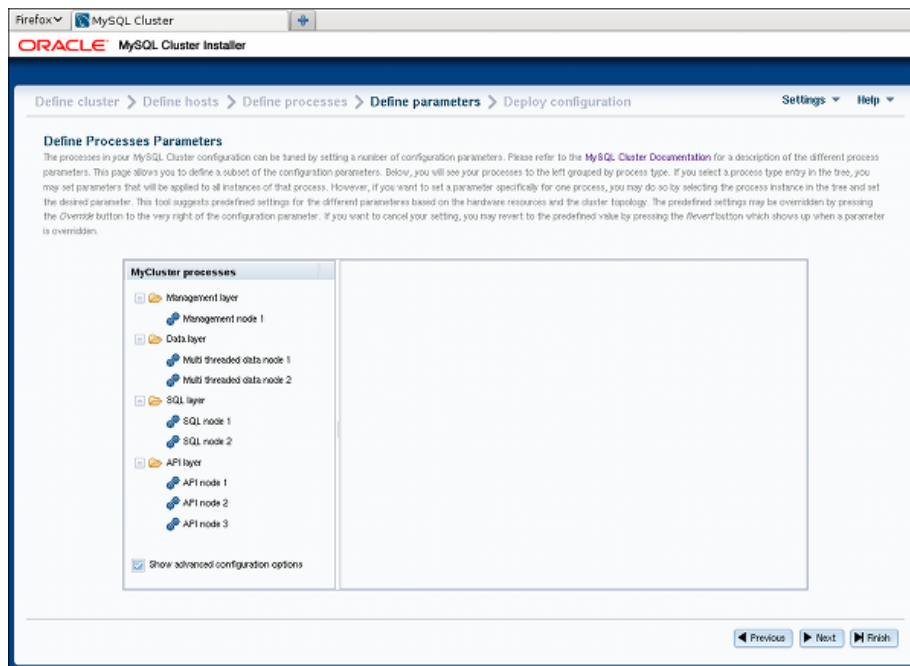 Firefox MySQL Cluster
ORACLE MySQL Cluster Installer
Define cluster > Define hosts > Define processes > Define parameters > Deploy configuration Settings Help
Define Processes Parameters
The processes in your MySQL Cluster configuration can be tuned by setting a number of configuration parameters. Please refer to the MySQL Cluster Documentation for a description of the different process
parameters. This page allows you to define a subset of the configuration parameters. Below, you will see your processes to the left grouped by process type. If you select a process type entry in the tree, you
may set parameters that will be applied to all instances of that process. However, if you want to set a parameter specifically for one process, you may do so by selecting the process instance in the tree and set
the desired parameter. This tool suggests predefined settings for the different parameteres based on the hardware resources and the cluster topology. The predefined settings may be overridden by pressing
the Override button to the very right of the configuration parameter. If you want to cancel your setting, you may revert to the predefined value by pressing the Revert button which shows up when a parameter
is overridden.
MyCluster processes
Management layer
Management node 1
Data layer
Multi threaded data node 1
Multi threaded data node 2
SQL layer
SQL node 1
SQL node 2
API layer
API node 1
API node 2
API node 3
Show advanced configuration options
Previous Next Finish